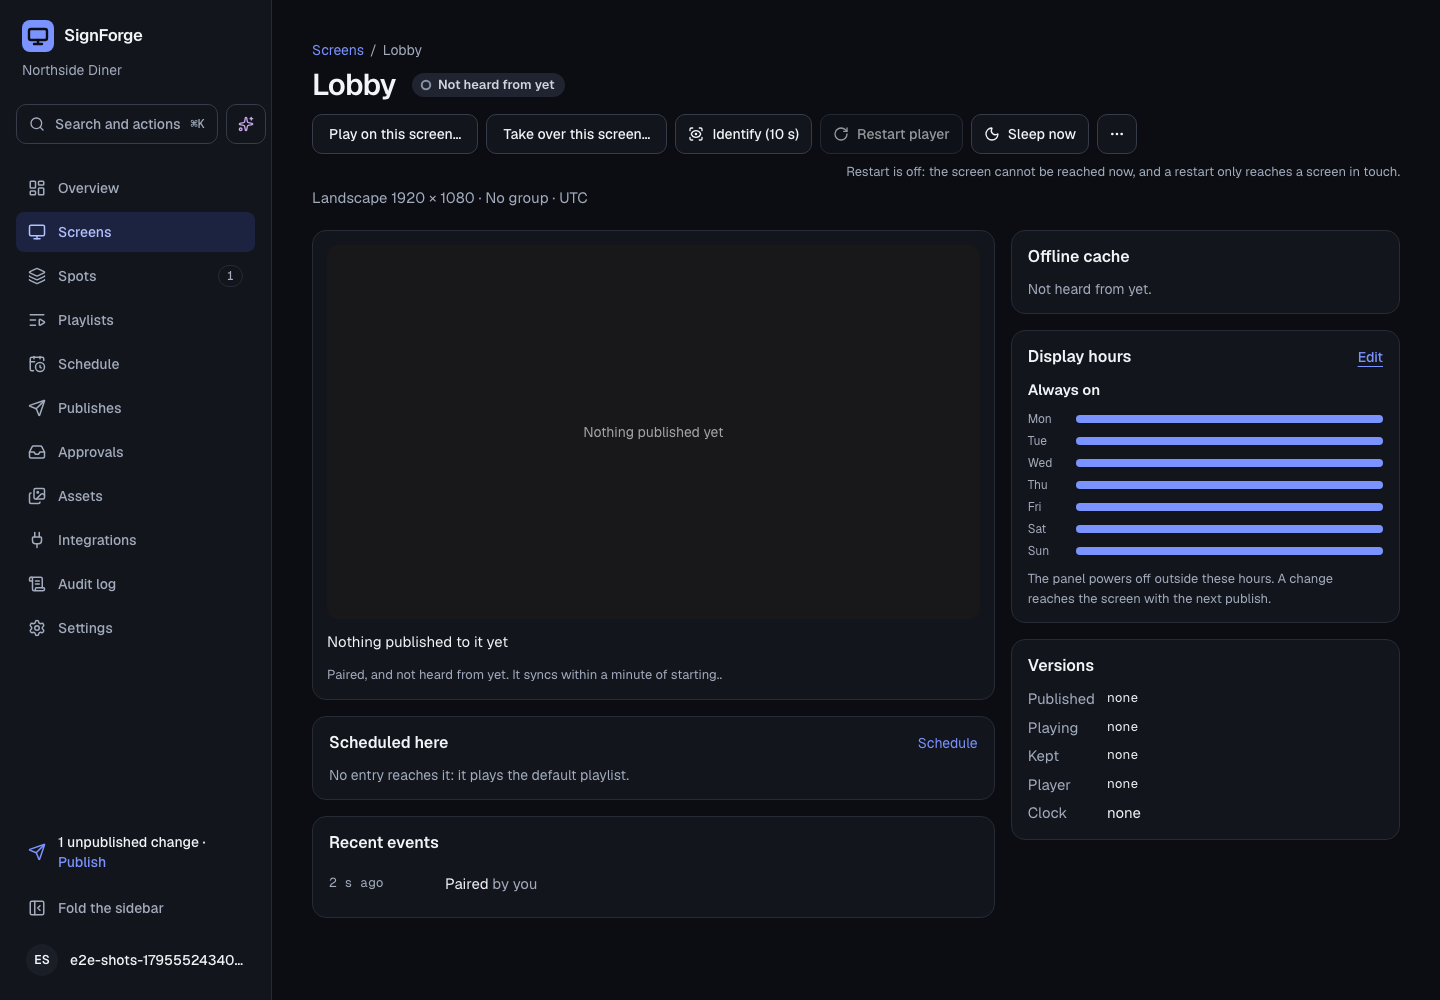 SignForge
Northside Diner
Search and actions ⌘K
Overview
Screens
Spots 1
Playlists
Schedule
Publishes
Approvals
Assets
Integrations
Audit log
Settings
1 unpublished change ·
Publish
Fold the sidebar
ES e2e-shots-17955524340…
Screens / Lobby
Lobby Not heard from yet
Play on this screen… Take over this screen… Identify (10 s) Restart player Sleep now ···
Restart is off: the screen cannot be reached now, and a restart only reaches a screen in touch.
Landscape 1920 × 1080 · No group · UTC
Nothing published yet
Nothing published to it yet
Paired, and not heard from yet. It syncs within a minute of starting..
Scheduled here Schedule
No entry reaches it: it plays the default playlist.
Recent events
2 s ago Paired by you
Offline cache
Not heard from yet.
Display hours Edit
Always on
Mon
Tue
Wed
Thu
Fri
Sat
Sun
The panel powers off outside these hours. A change
reaches the screen with the next publish.
Versions
Published none
Playing none
Kept none
Player none
Clock none